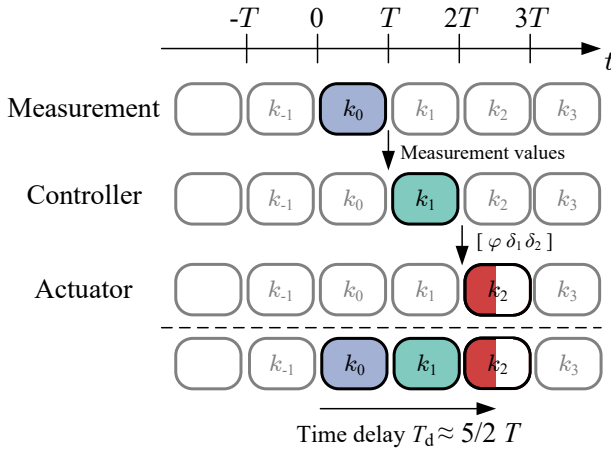 -T 0 T 2T 3T
t
Measurement k₋₁ k₀ k₁ k₂ k₃
Measurement values
Controller k₋₁ k₀ k₁ k₂ k₃
[ φ δ₁ δ₂ ]
Actuator k₋₁ k₀ k₁ k₂ k₃
k₋₁ k₀ k₁ k₂ k₃
Time delay T_d ≈ 5/2 T